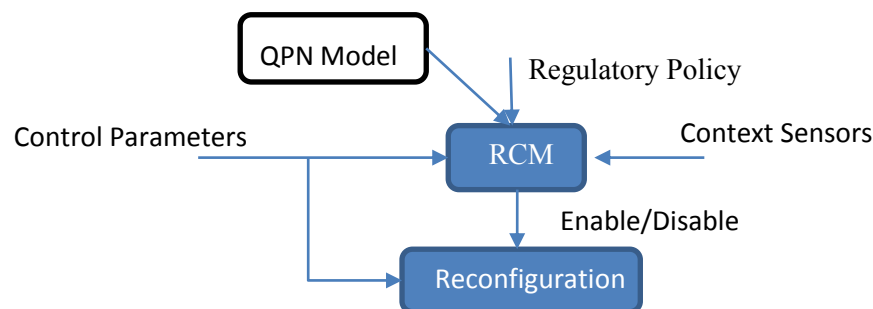 QPN Model
Regulatory Policy
Control Parameters
RCM
Context Sensors
Enable/Disable
Reconfiguration